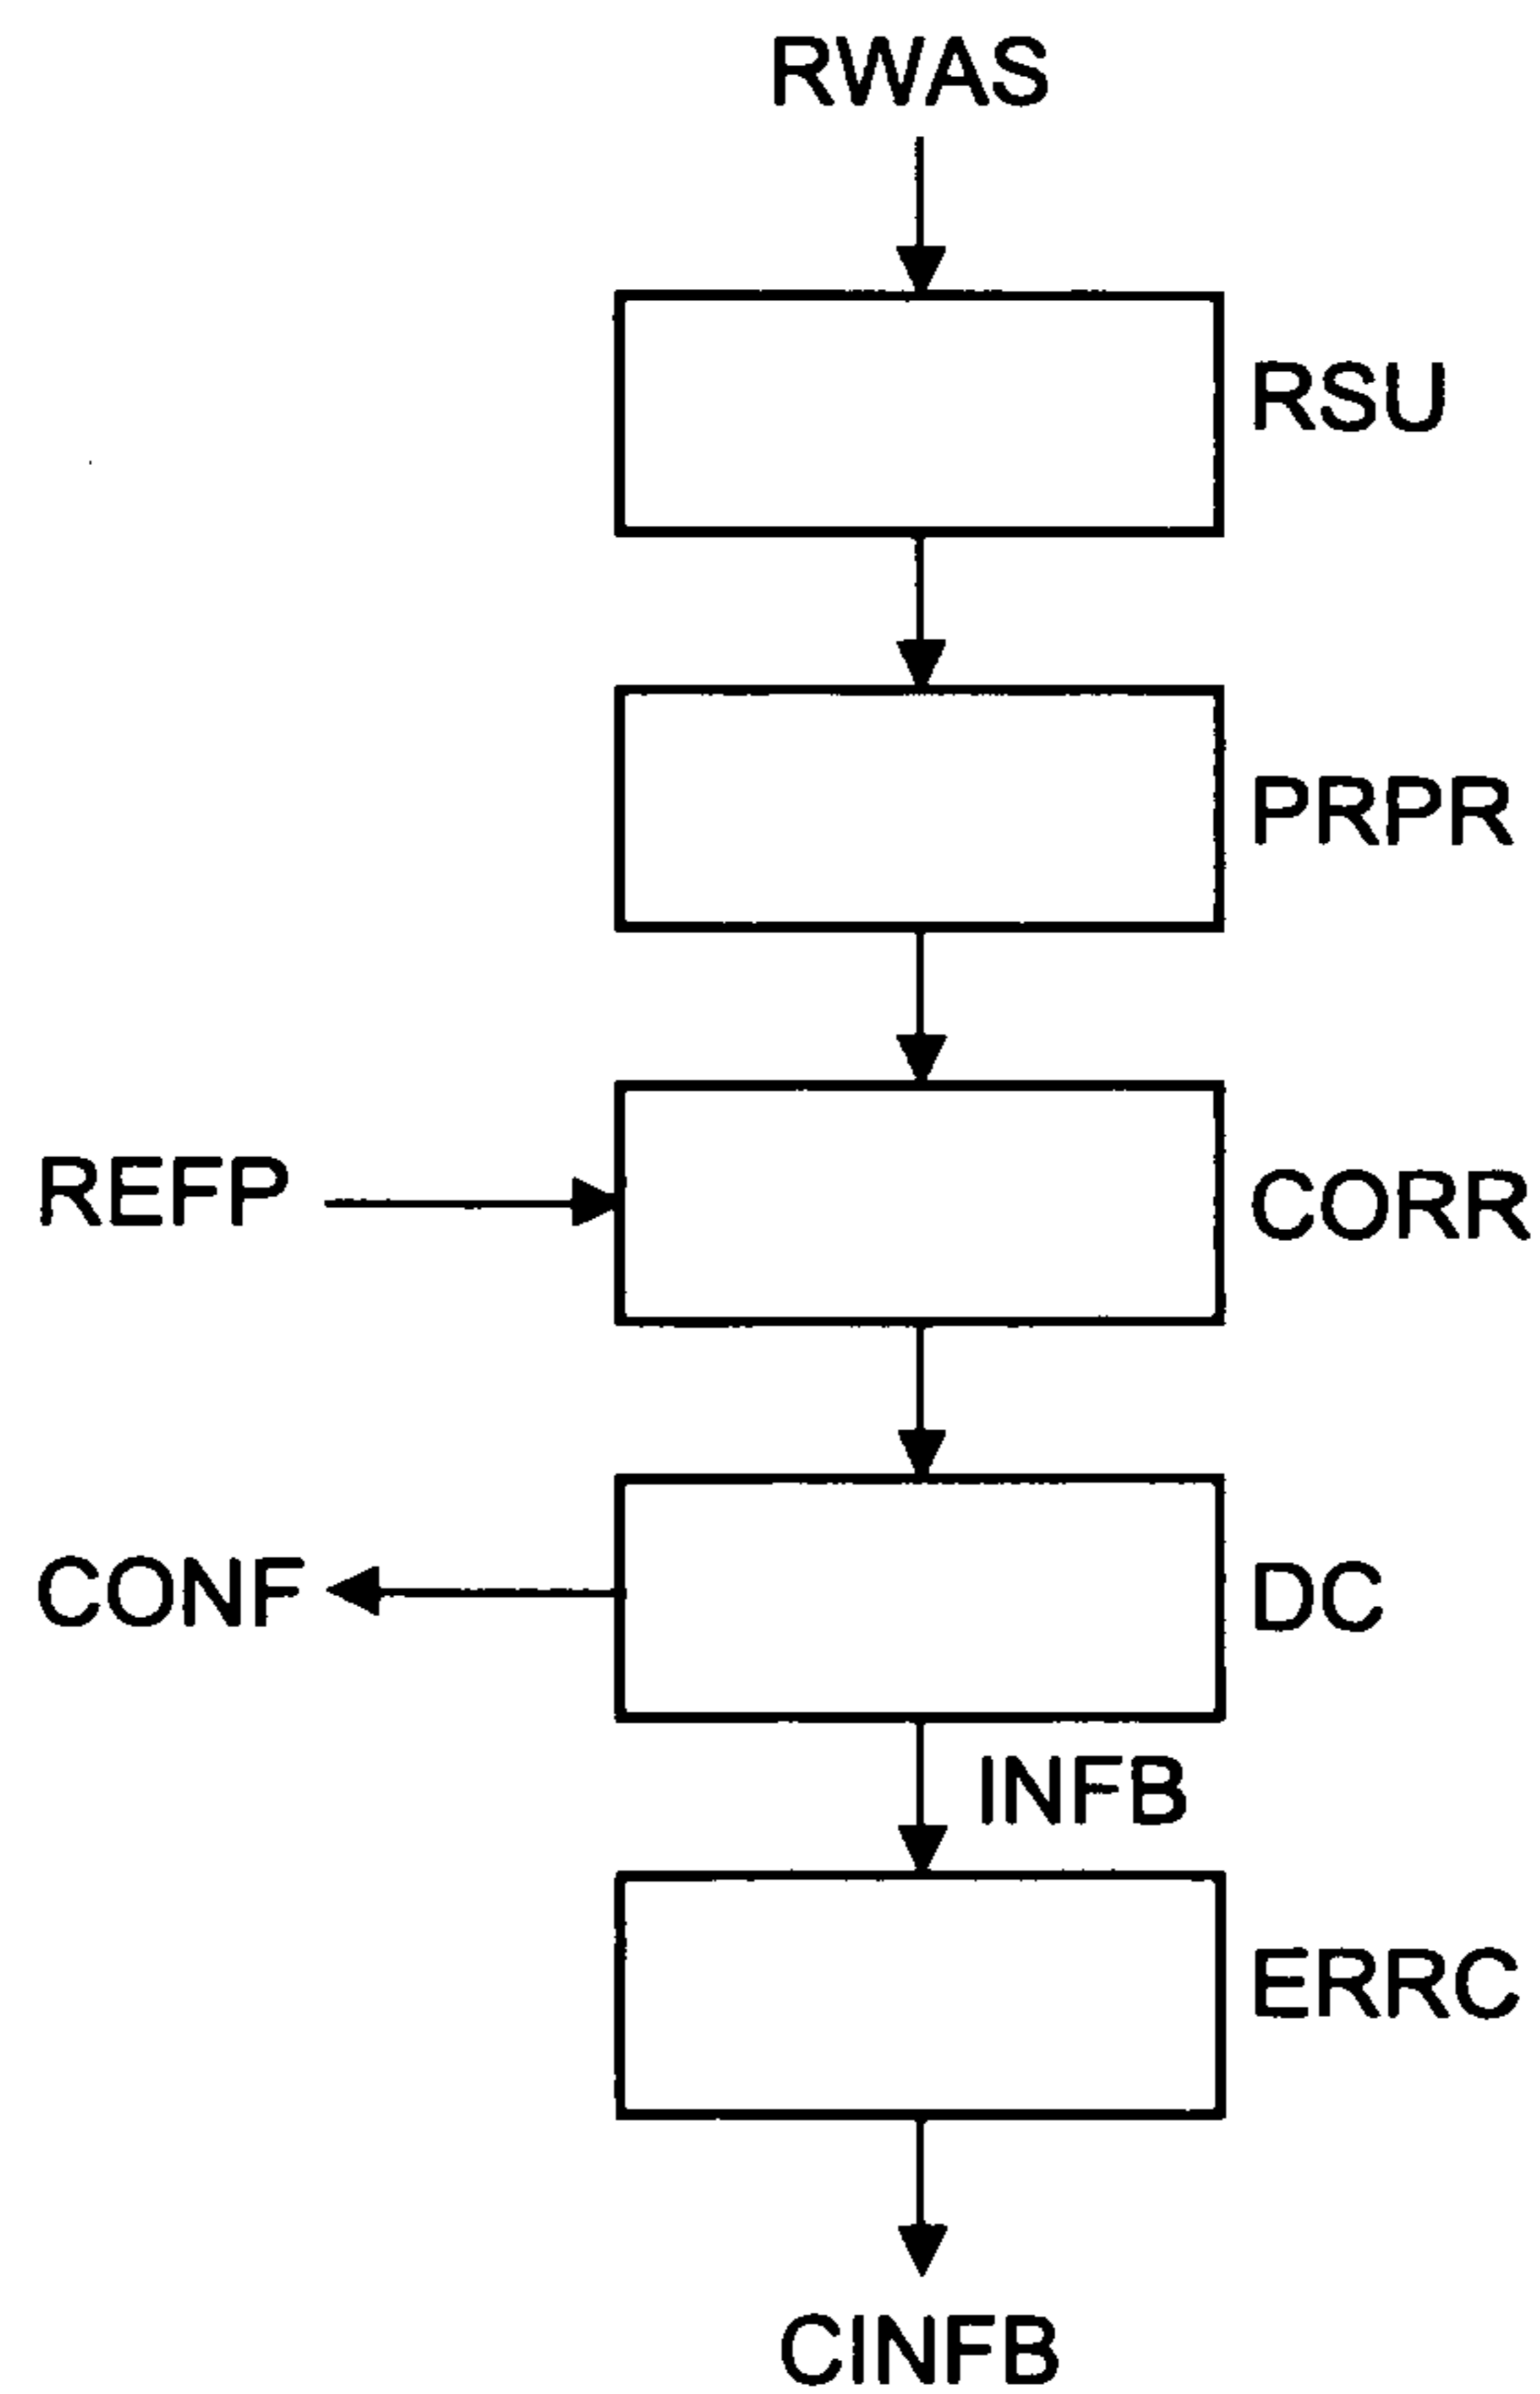 RWAS
RSU
PRPR
REFP
CORR
CONF
DC
INFB
ERRC
CINFB